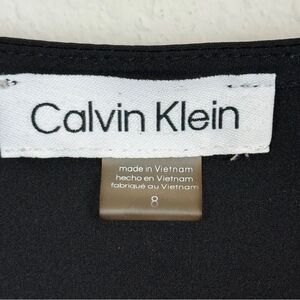 Calvin Klein
made in Vietnam
hecho en Vietnam
fabriqué au Vietnam
8